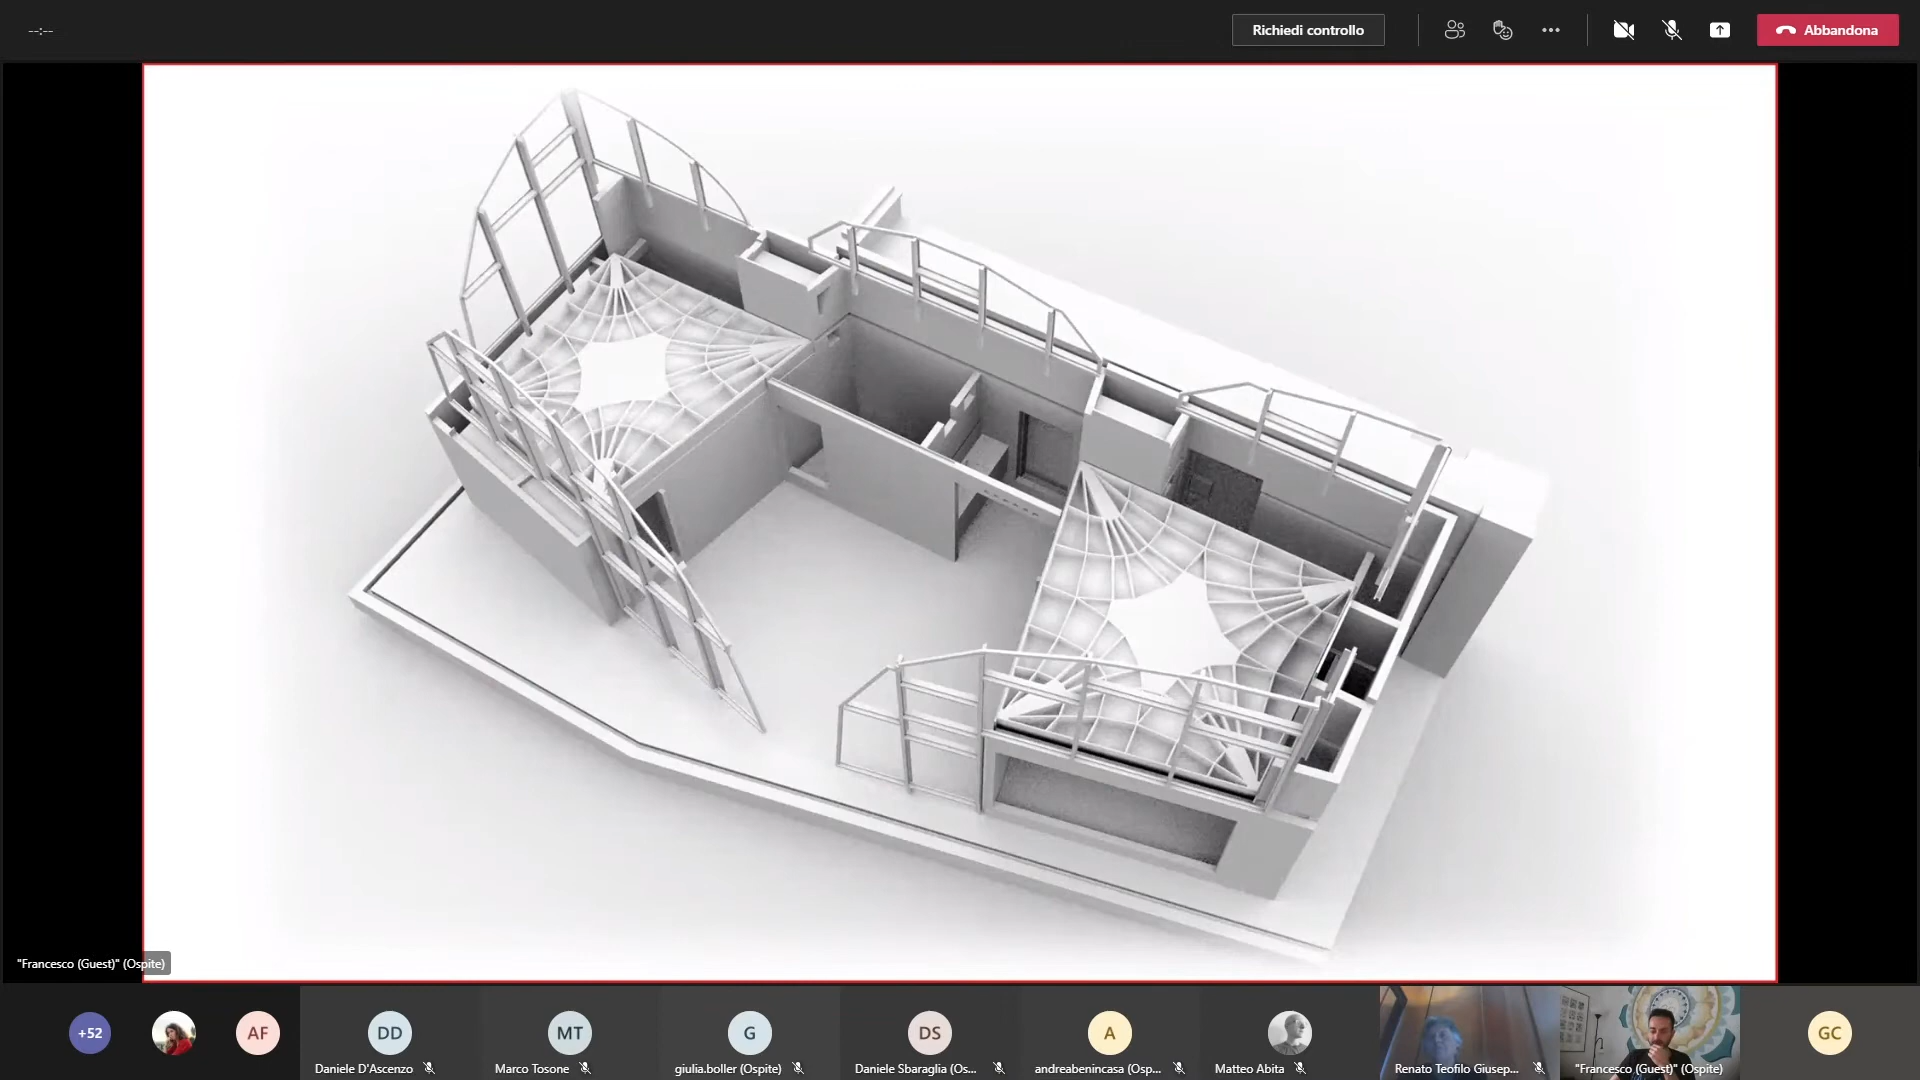 --:--
Richiedi controllo
Abbandona
"Francesco (Guest)" (Ospite)
+52
AF
DD
MT
G
DS
A
GC
Daniele D'Ascenzo
Marco Tosone
giulia.boller (Ospite)
Daniele Sbaraglia (Os...
andreabenincasa (Osp...
Matteo Abita
Renato Teofilo Giusep...
"Francesco (Guest)" (Ospite)